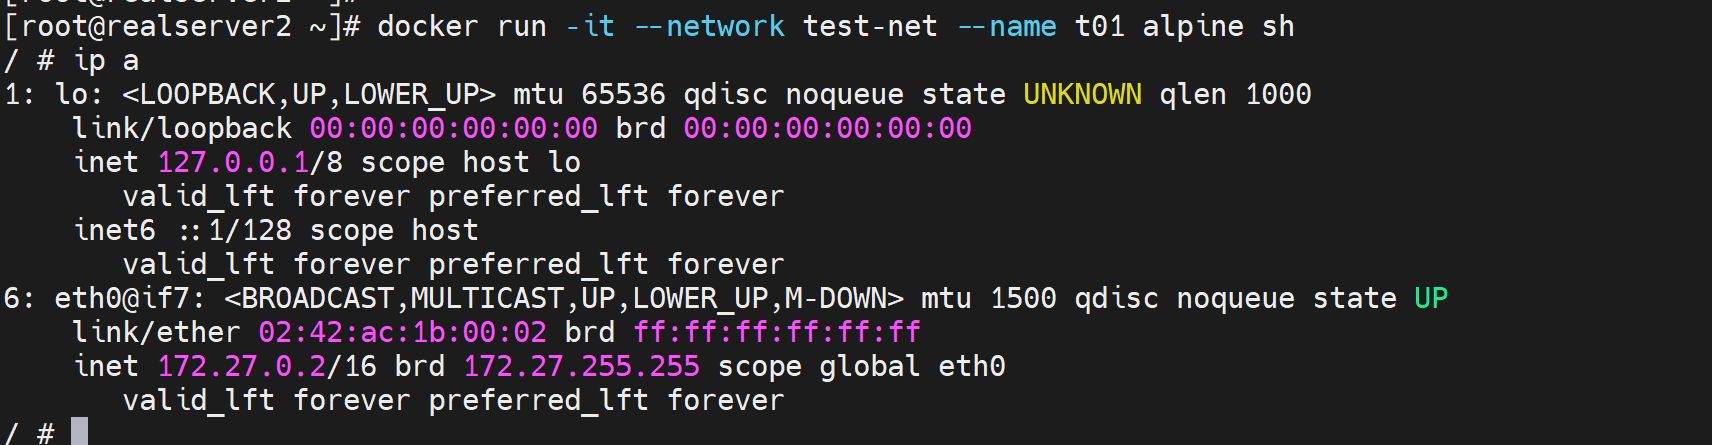 [root@realserver2 ~]#
[root@realserver2 ~]# docker run -it --network test-net --name t01 alpine sh
/ # ip a
1: lo: <LOOPBACK,UP,LOWER_UP> mtu 65536 qdisc noqueue state UNKNOWN qlen 1000
    link/loopback 00:00:00:00:00:00 brd 00:00:00:00:00:00
    inet 127.0.0.1/8 scope host lo
       valid_lft forever preferred_lft forever
    inet6 ::1/128 scope host
       valid_lft forever preferred_lft forever
6: eth0@if7: <BROADCAST,MULTICAST,UP,LOWER_UP,M-DOWN> mtu 1500 qdisc noqueue state UP
    link/ether 02:42:ac:1b:00:02 brd ff:ff:ff:ff:ff:ff
    inet 172.27.0.2/16 brd 172.27.255.255 scope global eth0
       valid_lft forever preferred_lft forever
/ #